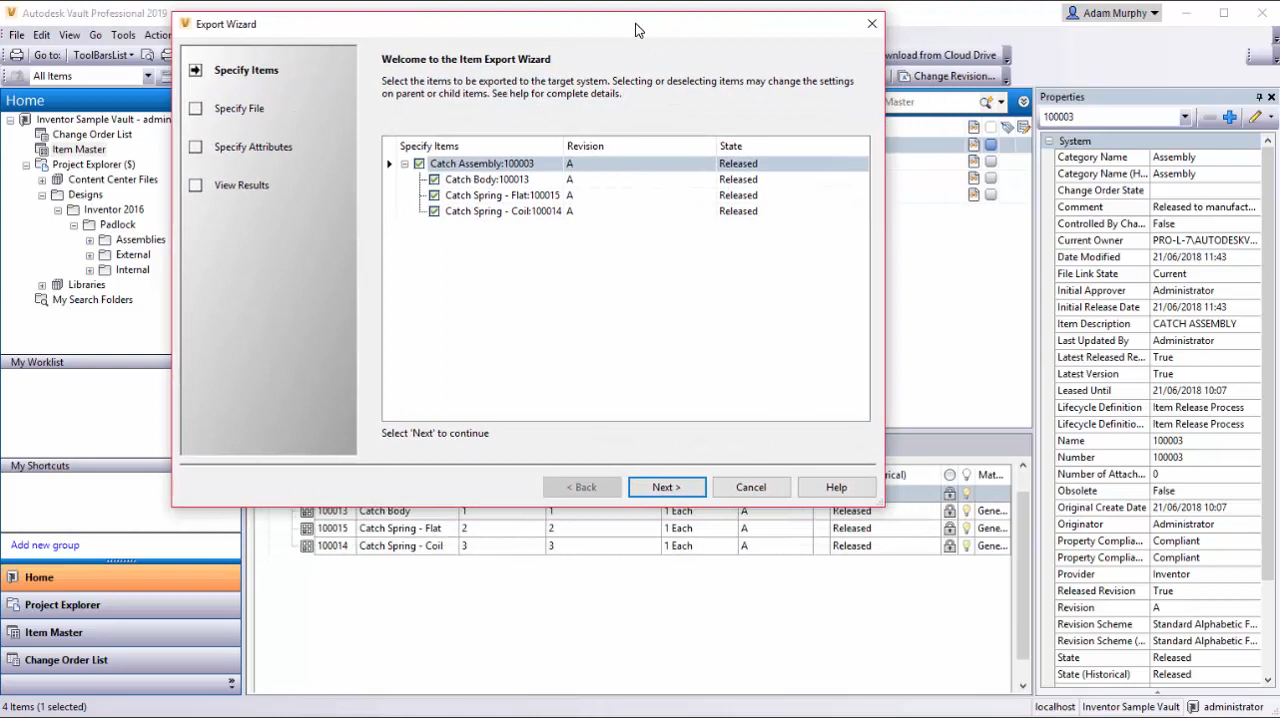 Autodesk Vault Professional 2019
Adam Murphy
File Edit View Go Tools Actio
Go to: ToolBarsList
All Items
Home
Inventor Sample Vault - admin
Change Order List
Item Master
Project Explorer ($)
Content Center Files
Designs
Inventor 2016
Padlock
Assemblies
External
Internal
Libraries
My Search Folders
My Worklist
My Shortcuts
Add new group
Home
Project Explorer
Item Master
Change Order List
4 Items (1 selected)
Export Wizard
Specify Items
Specify File
Specify Attributes
View Results
Welcome to the Item Export Wizard
Select the items to be exported to the target system. Selecting or deselecting items may change the settings
on parent or child items. See help for complete details.
Specify Items Revision State
Catch Assembly:100003 A Released
Catch Body:100013 A Released
Catch Spring - Flat:100015 A Released
Catch Spring - Coil:100014 A Released
Select 'Next' to continue
< Back Next > Cancel Help
wnload from Cloud Drive
Change Revision...
Master
rical) Mat...
100013 Catch Body 1 1 1 Each A Released Gene...
100015 Catch Spring - Flat 2 2 1 Each A Released Gene...
100014 Catch Spring - Coil 3 3 1 Each A Released Gene...
Properties
100003
System
Category Name Assembly
Category Name (H... Assembly
Change Order State
Comment Released to manufact...
Controlled By Cha... False
Current Owner PRO-L-7\AUTODESKV...
Date Modified 21/06/2018 11:43
File Link State Current
Initial Approver Administrator
Initial Release Date 21/06/2018 11:43
Item Description CATCH ASSEMBLY
Last Updated By Administrator
Latest Released Re... True
Latest Version True
Leased Until 21/06/2018 10:07
Lifecycle Definition Item Release Process
Lifecycle Definition ... Item Release Process
Name 100003
Number 100003
Number of Attach... 0
Obsolete False
Original Create Date 21/06/2018 10:07
Originator Administrator
Property Complia... Compliant
Property Complia... Compliant
Provider Inventor
Released Revision True
Revision A
Revision Scheme Standard Alphabetic F...
Revision Scheme (... Standard Alphabetic F...
State Released
State (Historical) Released
localhost Inventor Sample Vault administrator